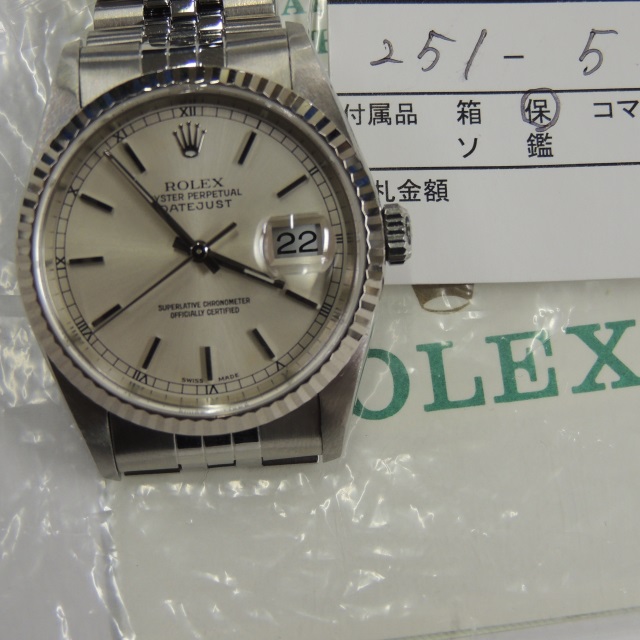 251- 5
付属品 箱 保 コマ
ソ 鑑
札金額
XII
ROLEX
OYSTER PERPETUAL
DATEJUST
22
SUPERLATIVE CHRONOMETER
OFFICIALLY CERTIFIED
SWISS MADE
ROLEX